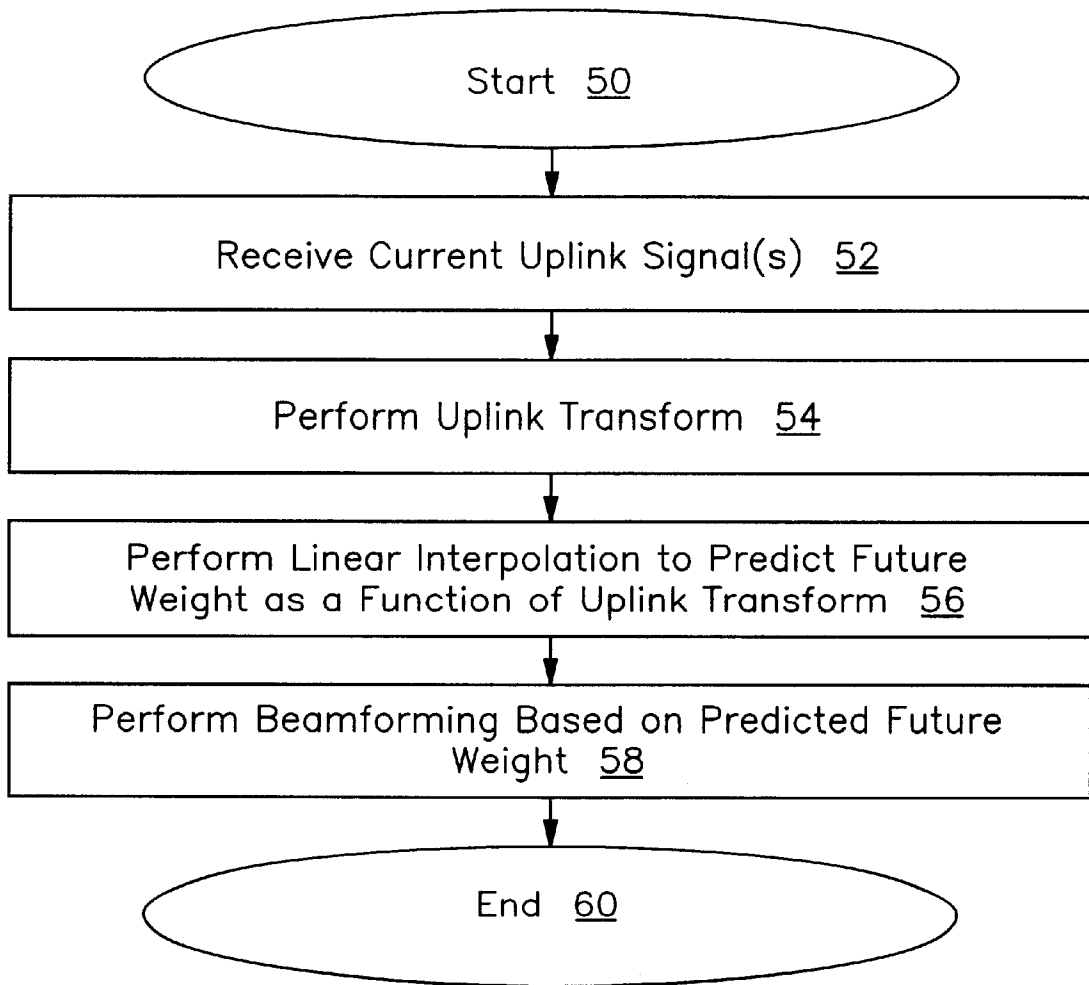 Start 50
Receive Current Uplink Signal(s) 52
Perform Uplink Transform 54
Perform Linear Interpolation to Predict Future
Weight as a Function of Uplink Transform 56
Perform Beamforming Based on Predicted Future
Weight 58
End 60